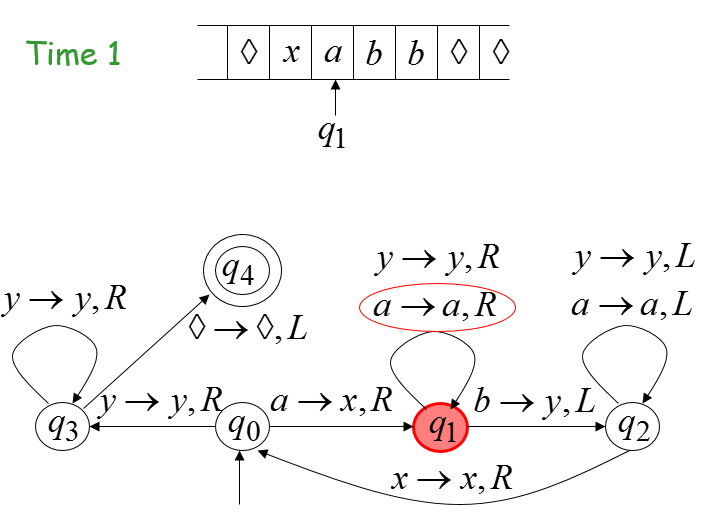 Time 1
◊ x a b b ◊ ◊
q1
y → y, R
a → a, R
y → y, L
a → a, L
q4
y → y, R
◊ → ◊, L
y → y, R
a → x, R
b → y, L
q3
q0
q1
q2
x → x, R